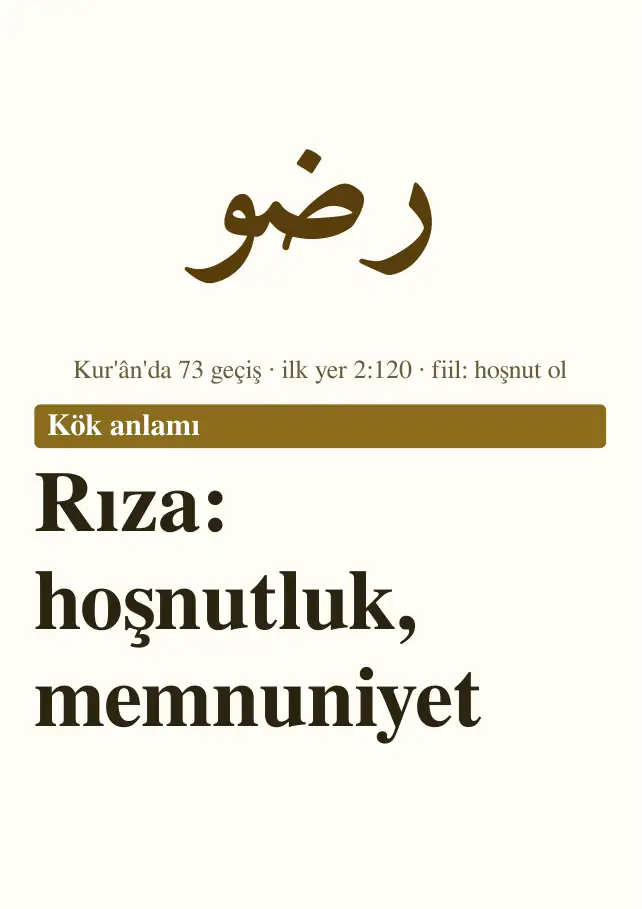 رضو
Kur'ân'da 73 geçiş · ilk yer 2:120 · fiil: hoşnut ol
Kök anlamı
Rıza:
hoşnutluk,
memnuniyet